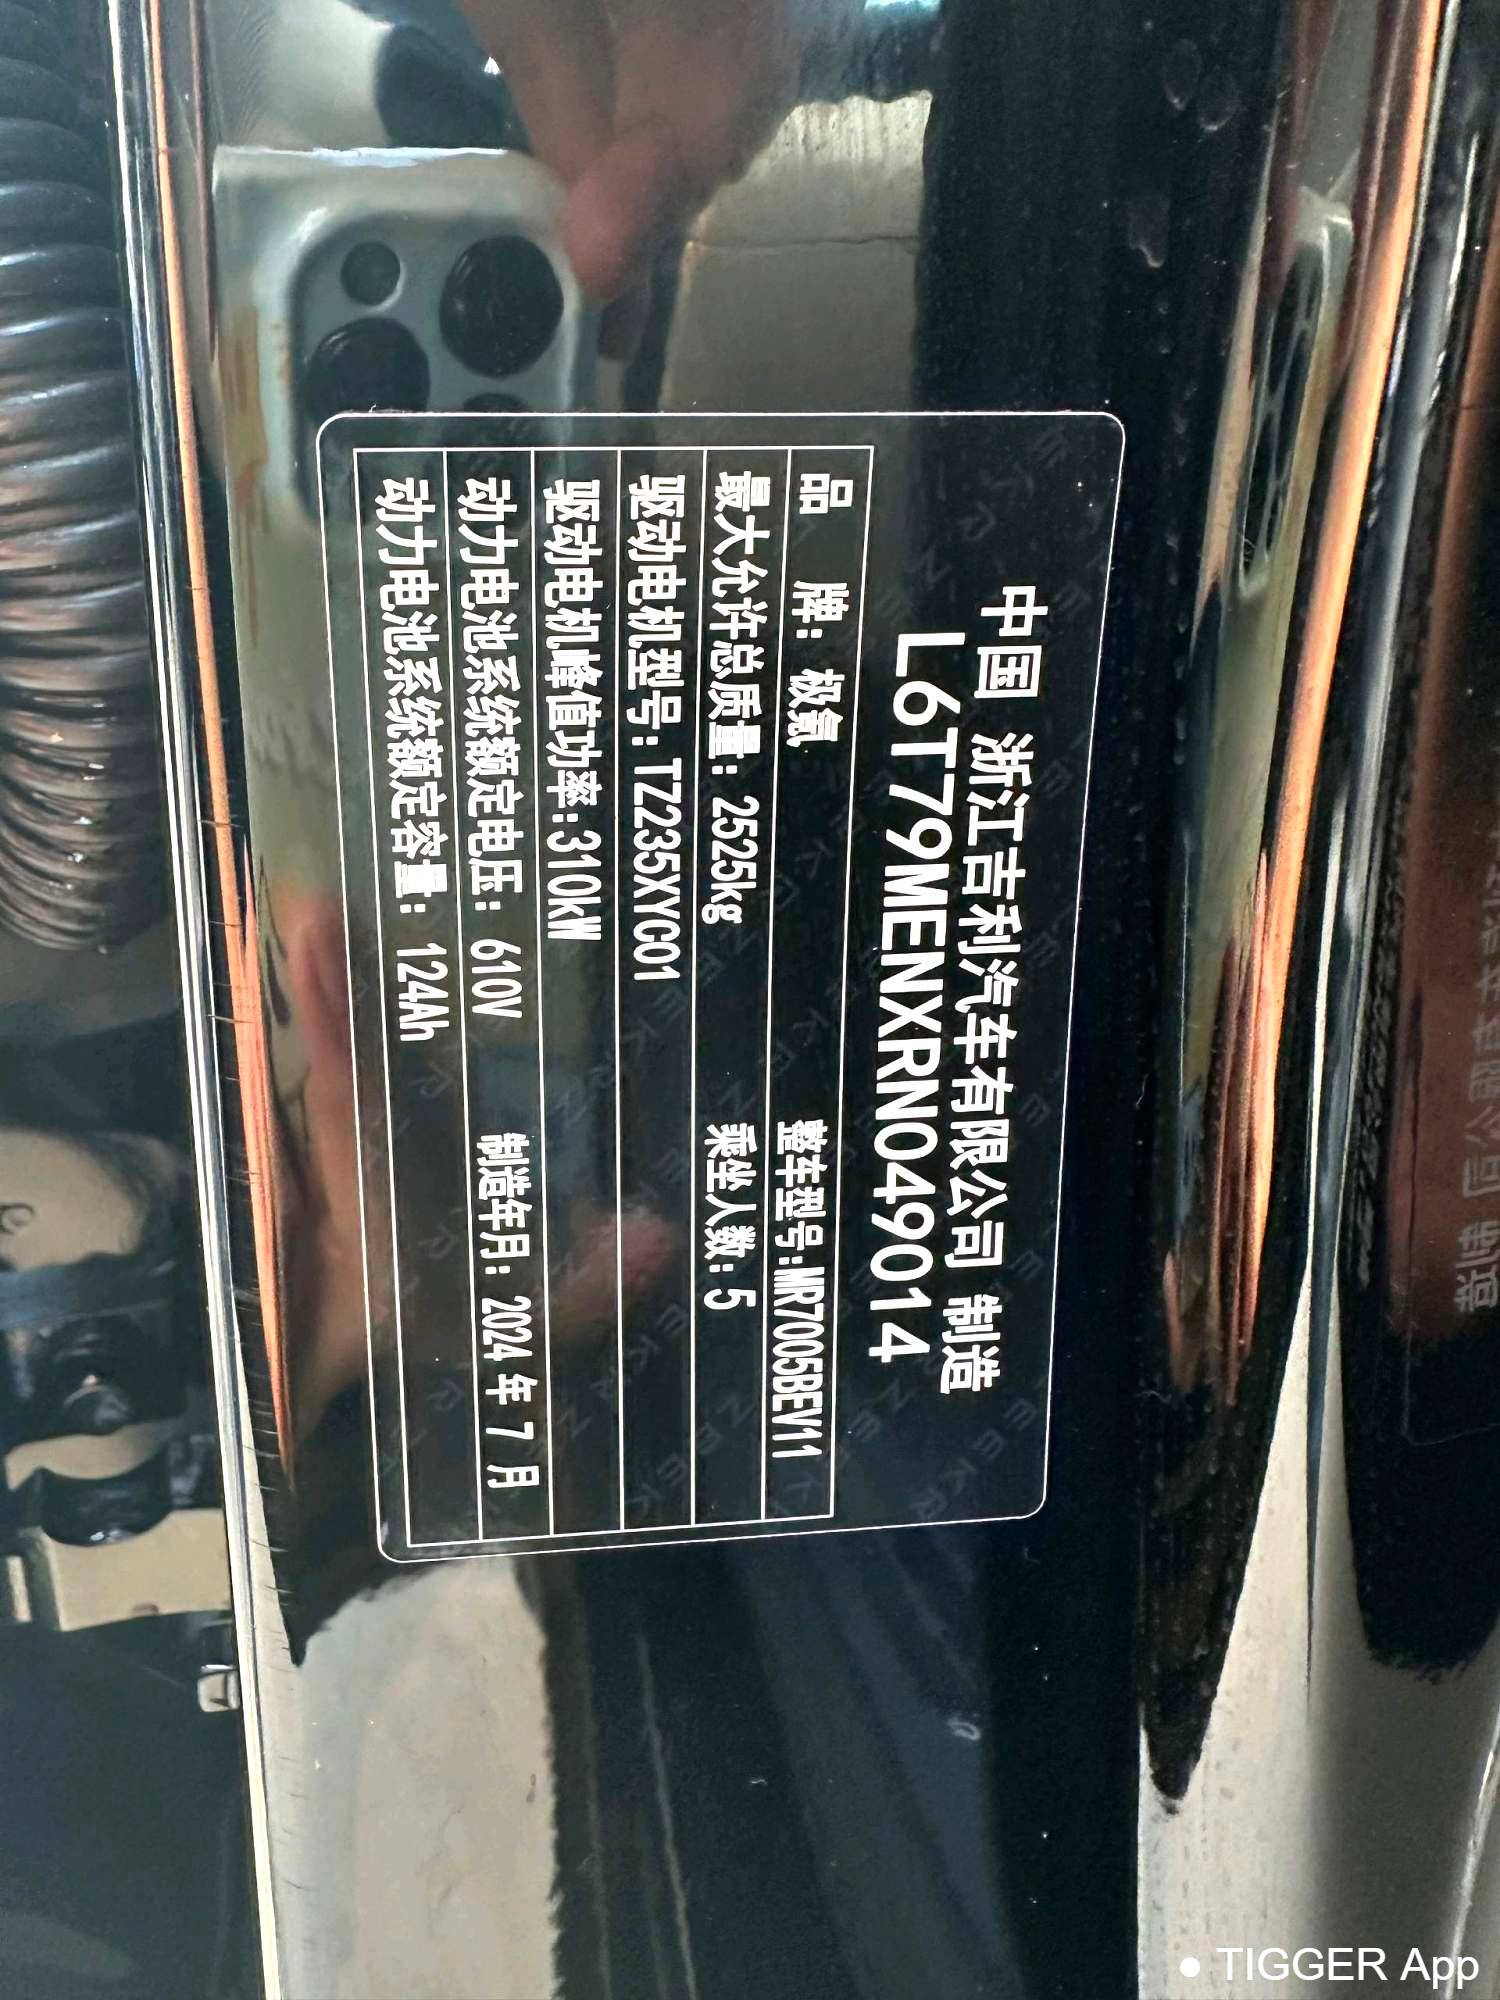 中国 浙江吉利汽车有限公司 制造
L6T79MENXRN049014
品 牌: 极氪 整车型号:MR7005BEV11
最大允许总质量: 2525kg 乘坐人数: 5
驱动电机型号: TZ235XYC01
驱动电机峰值功率:310kW
动力电池系统额定电压: 610V 制造年月: 2024 年 7 月
动力电池系统额定容量: 124Ah
TIGGER App